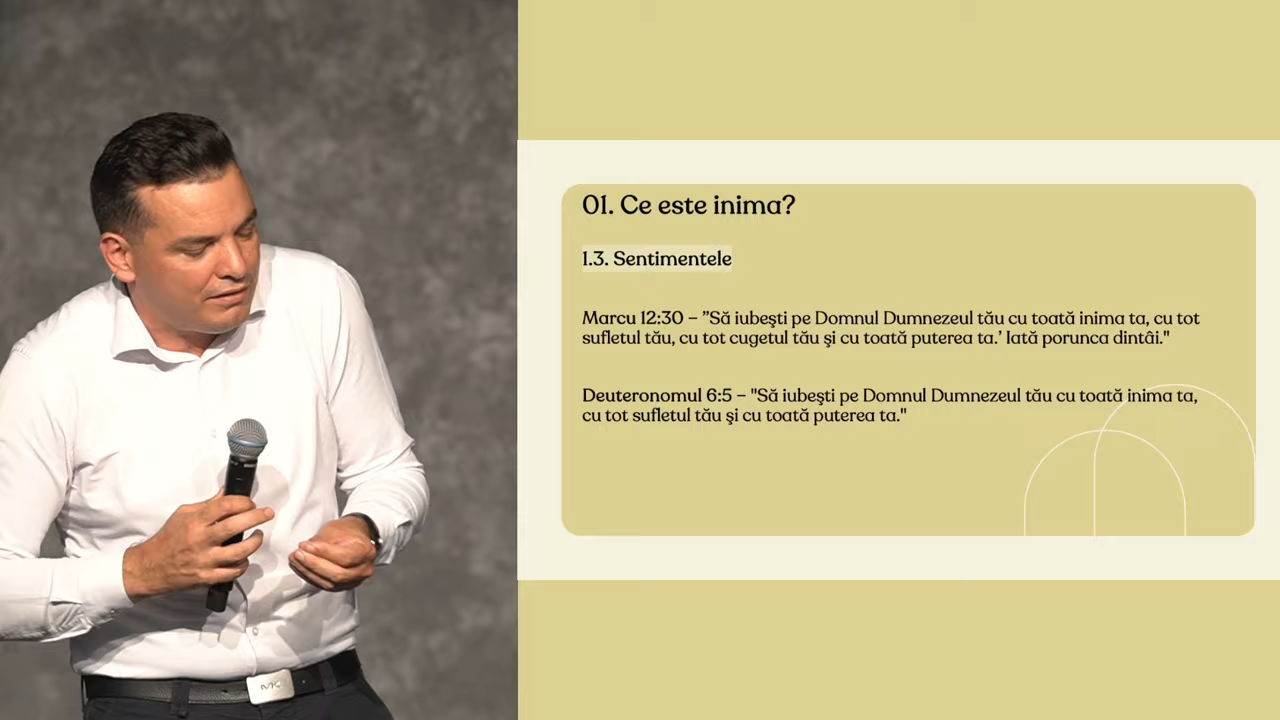 01. Ce este inima?
1.3. Sentimentele
Marcu 12:30 – ”Să iubeşti pe Domnul Dumnezeul tău cu toată inima ta, cu tot
sufletul tău, cu tot cugetul tău şi cu toată puterea ta.’ Iată porunca dintâi."
Deuteronomul 6:5 – "Să iubeşti pe Domnul Dumnezeul tău cu toată inima ta,
cu tot sufletul tău şi cu toată puterea ta."